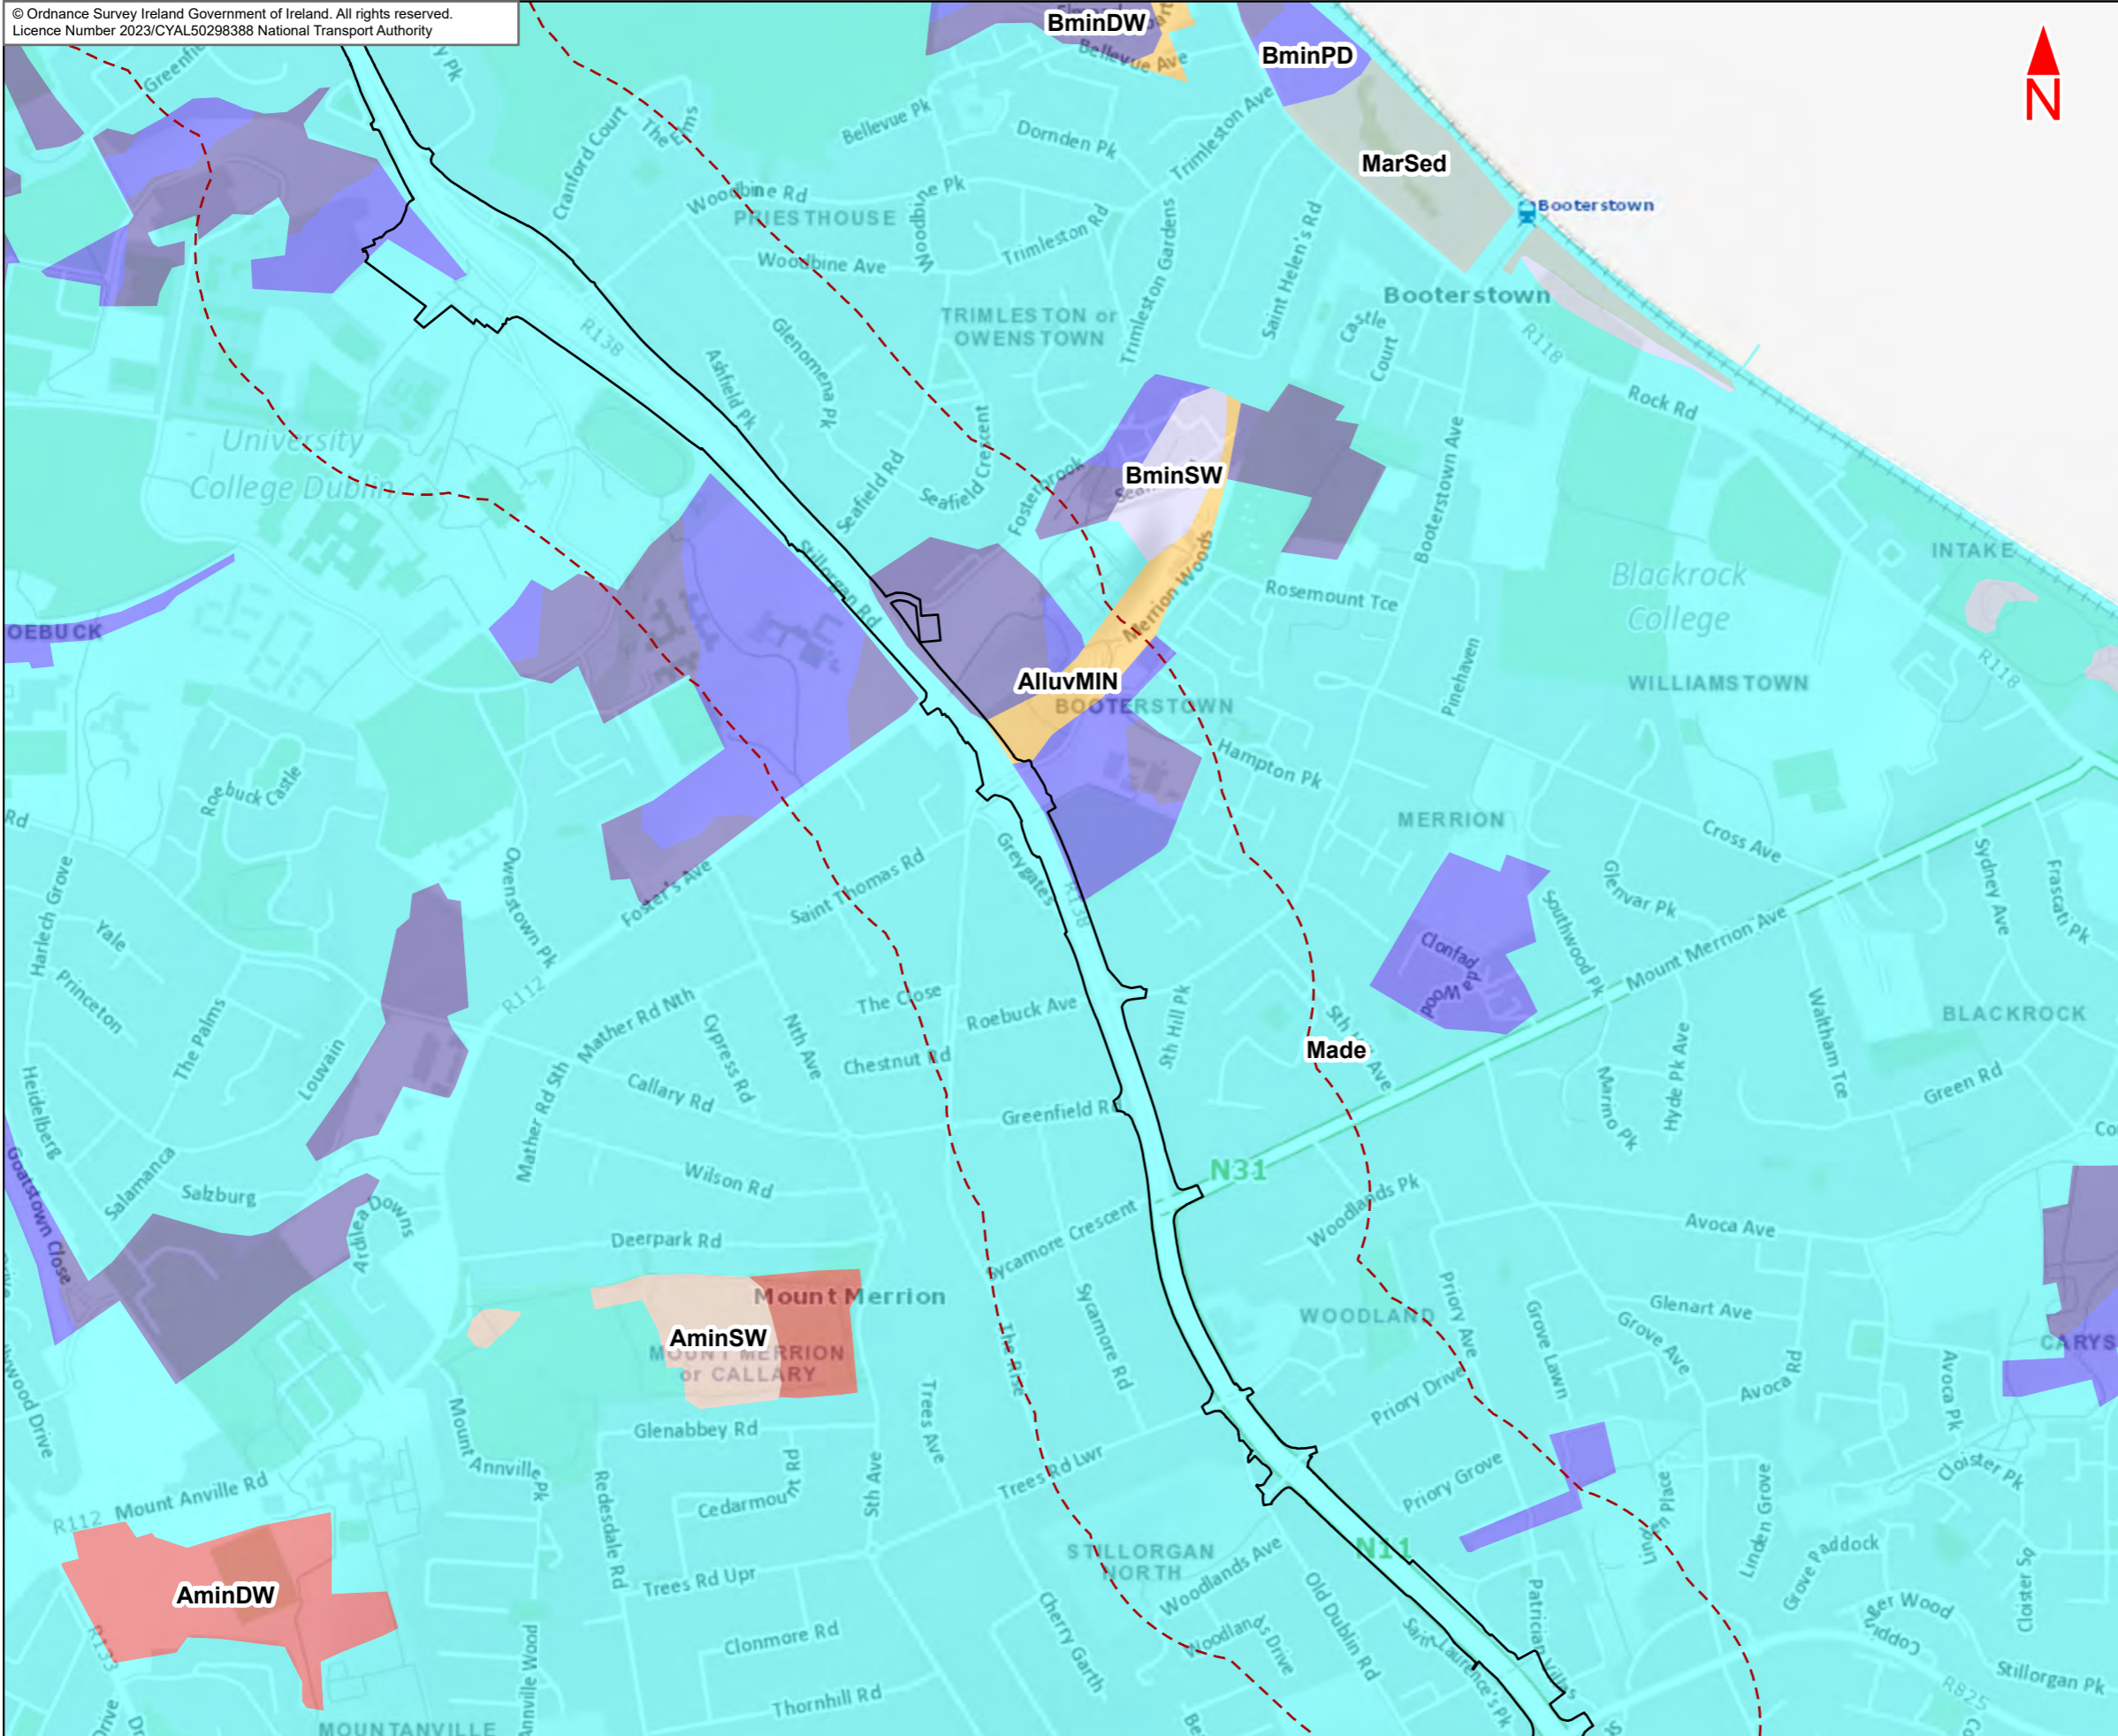 © Ordnance Survey Ireland Government of Ireland. All rights reserved.
Licence Number 2023/CYAL50298388 National Transport Authority
BminDW
Bellevue Ave
BminPD
N
MarSed
Booterstown
Cranford Court
The Elms
Bellevue Pk
Dornden Pk
Trimleston Ave
Woodbine Rd
PRIESTHOUSE
Woodbine Pk
Trimleston Rd
Woodbine Ave
Trimleston Gardens
Saint Helen's Rd
TRIMLESTON or
OWENSTOWN
Castle
Court
Booterstown
R118
Rock Rd
R138
Glenomena Pk
Ashfield Pk
Seafield Rd
Seafield Crescent
Fosterbrook
BminSW
Booterstown Ave
University
College Dublin
Stillorgan Rd
Merrion Woods
Rosemount Tce
Blackrock
College
INTAKE
OEBUCK
AlluvMIN
BOOTERSTOWN
Pinehaven
WILLIAMSTOWN
R118
Hampton Pk
Roebuck Castle
Rd
MERRION
Cross Ave
Sydney Ave
Frascati Pk
Harlech Grove
Owenstown Pk
Foster's Ave
Saint Thomas Rd
Greygates
R138
Glenvar Pk
Southwood Pk
Clonfad
da Wood
Mount Merrion Ave
Yale
Princeton
The Palms
Louvain
R112
Mather Rd Nth
Cypress Rd
Nth Ave
The Close
Roebuck Ave
Chestnut Rd
Sth Hill Pk
Made
Marino Pk
Hyde Pk Ave
Waltham Tce
BLACKROCK
Green Rd
Heidelberg
Mather Rd Sth
Callary Rd
Greenfield Rd
Goatstown Close
Salamanca
Salzburg
Wilson Rd
N31
Sycamore Crescent
Woodlands Pk
Avoca Ave
Ardilea Downs
Deerpark Rd
Mount Merrion
AminSW
MOUNT MERRION
or CALLARY
The Rise
Sycamore Rd
WOODLAND
Priory Ave
Grove Lawn
Glenart Ave
Grove Ave
Avoca Rd
CARYS
Avoca Pk
Mount Annville Pk
Glenabbey Rd
Trees Ave
Priory Drive
Trees Rd Lwr
R112
Mount Anville Rd
Redesdale Rd
Cedarmount Rd
Sth Ave
Priory Grove
Cloister Pk
Linden Grove
N11
STILLORGAN
NORTH
Grove Paddock
Cloister Sq
AminDW
Trees Rd Upr
Woodlands Ave
Old Dublin Rd
Patrician Villas
R133
Clonmore Rd
Cherry Garth
Woodlands Drive
Saint Laurence's Pk
Stillorgan Pk
R825
Annville Wood
Thornhill Rd
MOUNTANVILLE